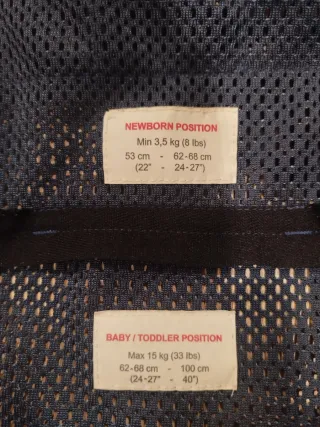 NEWBORN POSITION
Min 3,5 kg (8 lbs)
53 cm - 62-68 cm
(22" - 24-27")
BABY / TODDLER POSITION
Max 15 kg (33 lbs)
62-68 cm - 100 cm
(24-27" - 40")